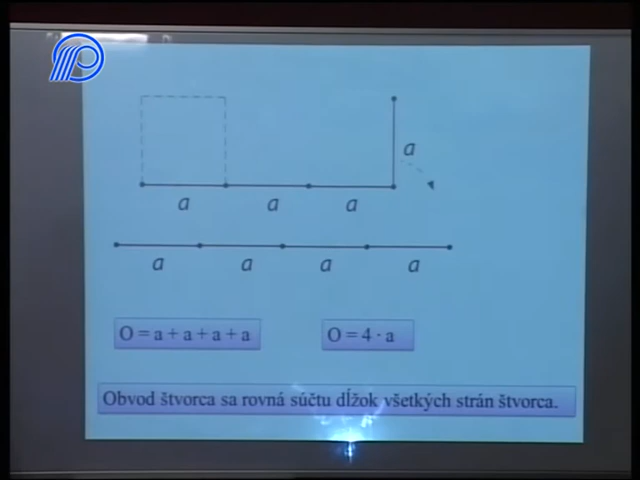 a
a a a
a a a a
O = a + a + a + a O = 4 · a
Obvod štvorca sa rovná súčtu dĺžok všetkých strán štvorca.